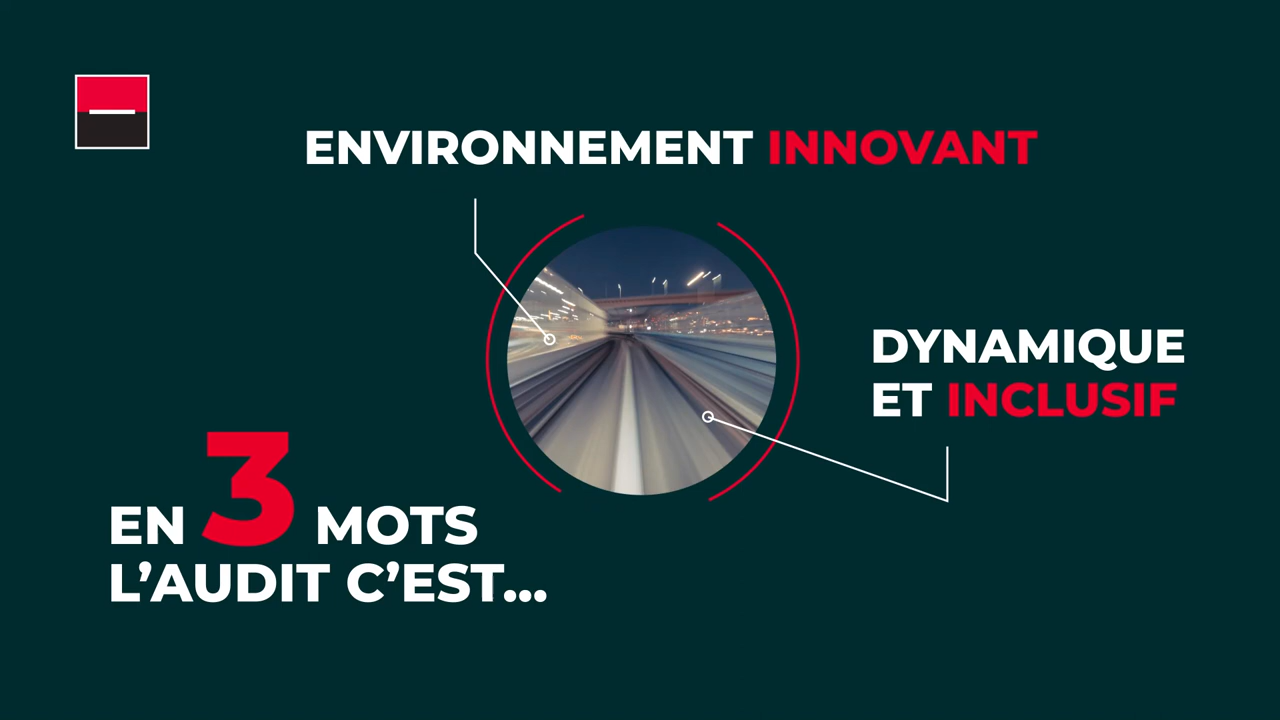 ENVIRONNEMENT INNOVANT
DYNAMIQUE
ET INCLUSIF
EN 3 MOTS
L’AUDIT C’EST...